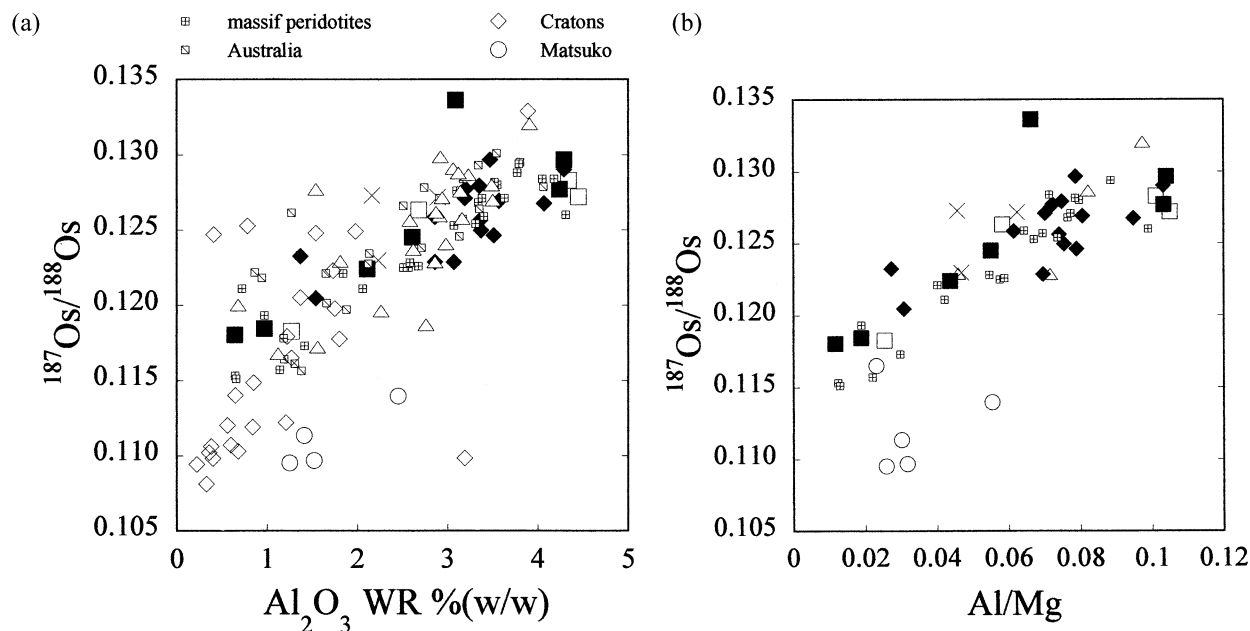 (a)
massif peridotites
Cratons
Australia
Matsuko
0.135
0.130
0.125
0.120
0.115
0.110
0.105
187Os/188Os
0 1 2 3 4 5
Al2O3 WR %(w/w)
(b)
0.135
0.130
0.125
0.120
0.115
0.110
0.105
187Os/188Os
0 0.02 0.04 0.06 0.08 0.1 0.12
Al/Mg